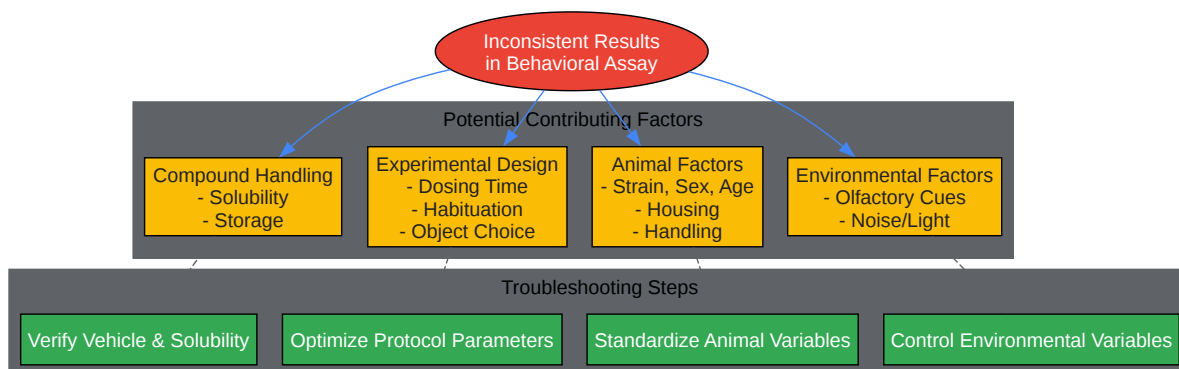 Inconsistent Results
in Behavioral Assay
Potential Contributing Factors
Compound Handling
- Solubility
- Storage
Experimental Design
- Dosing Time
- Habituation
- Object Choice
Animal Factors
- Strain, Sex, Age
- Housing
- Handling
Environmental Factors
- Olfactory Cues
- Noise/Light
Troubleshooting Steps
Verify Vehicle & Solubility
Optimize Protocol Parameters
Standardize Animal Variables
Control Environmental Variables